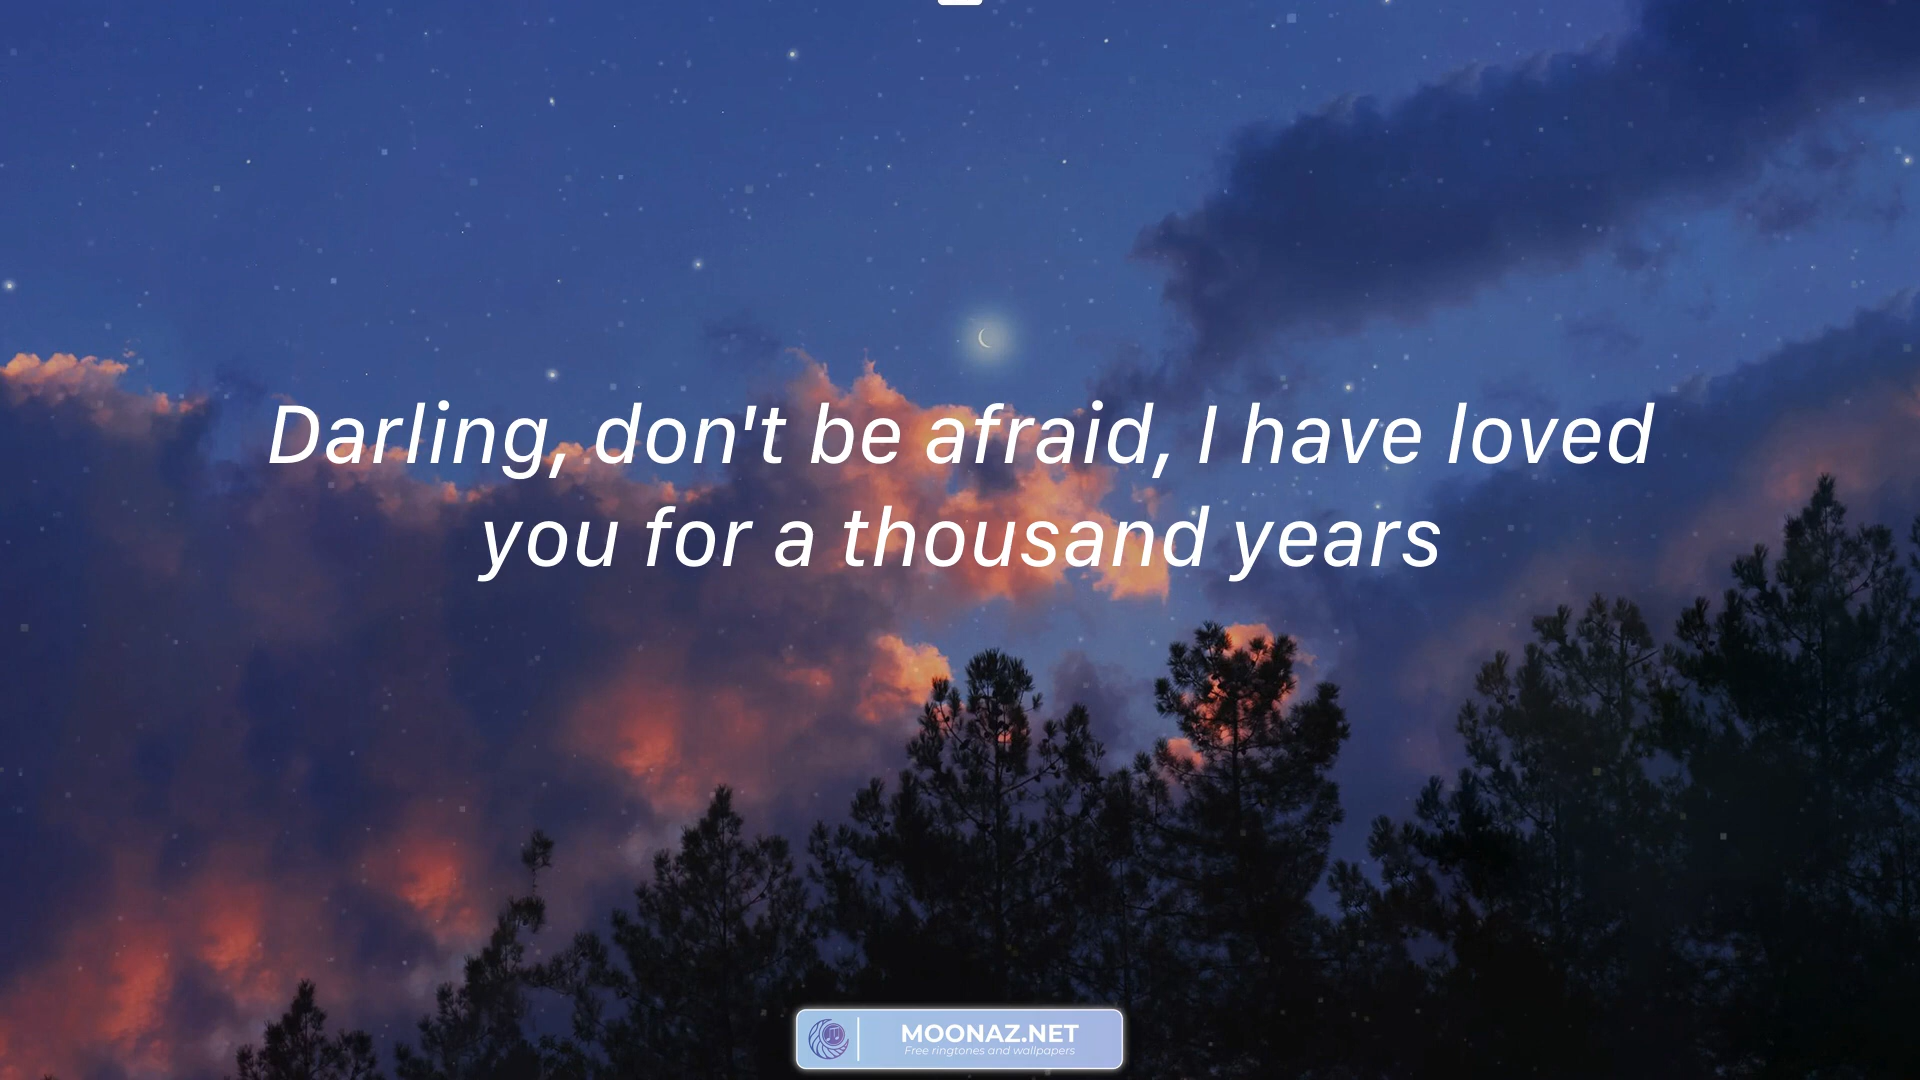 Darling, don't be afraid, I have loved
you for a thousand years
MOONAZ.NET
Free ringtones and wallpapers